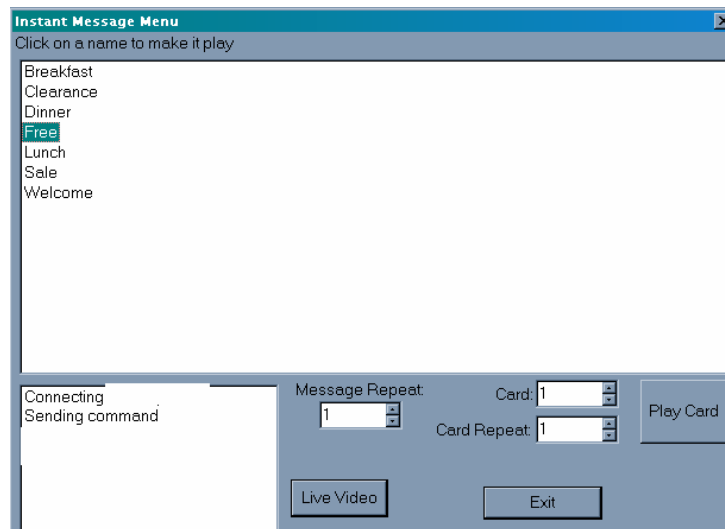 Instant Message Menu
Click on a name to make it play
Breakfast
Clearance
Dinner
Free
Lunch
Sale
Welcome
Connecting
Sending command
Message Repeat:
1
Card: 1
Card Repeat: 1
Play Card
Live Video
Exit